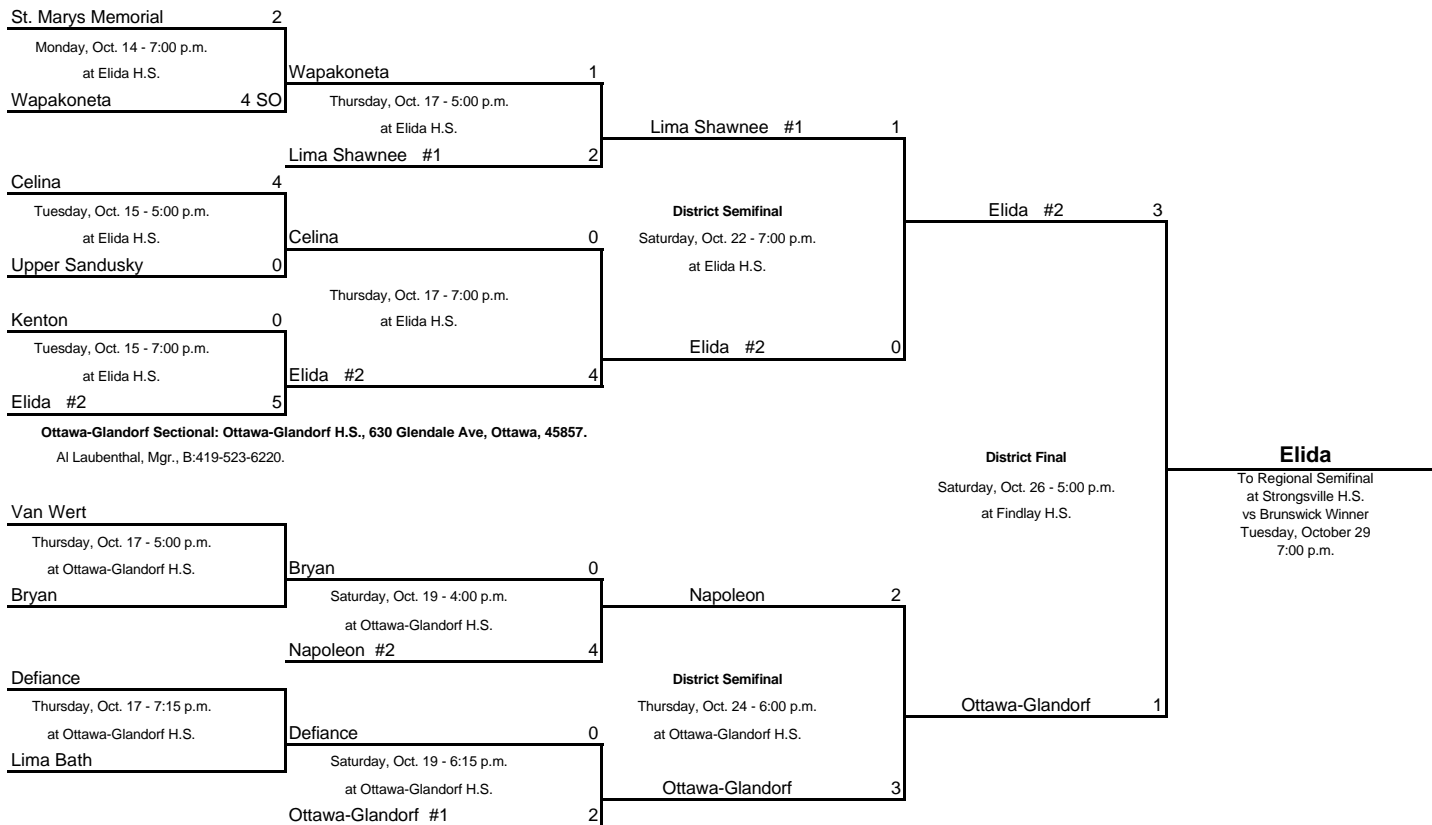 St. Marys Memorial 2
Monday, Oct. 14 - 7:00 p.m.
at Elida H.S.
Wapakoneta 4 SO
Wapakoneta 1
Thursday, Oct. 17 - 5:00 p.m.
at Elida H.S.
Lima Shawnee #1 2
Lima Shawnee #1 1
Celina 4
Tuesday, Oct. 15 - 5:00 p.m.
at Elida H.S.
Upper Sandusky 0
Celina 0
Thursday, Oct. 17 - 7:00 p.m.
at Elida H.S.
Elida #2 4
District Semifinal
Saturday, Oct. 22 - 7:00 p.m.
at Elida H.S.
Elida #2 0
Elida #2 3
Kenton 0
Tuesday, Oct. 15 - 7:00 p.m.
at Elida H.S.
Elida #2 5
Ottawa-Glandorf Sectional: Ottawa-Glandorf H.S., 630 Glendale Ave, Ottawa, 45857.
Al Laubenthal, Mgr., B:419-523-6220.
District Final
Saturday, Oct. 26 - 5:00 p.m.
at Findlay H.S.
Elida
To Regional Semifinal
at Strongsville H.S.
vs Brunswick Winner
Tuesday, October 29
7:00 p.m.
Van Wert
Thursday, Oct. 17 - 5:00 p.m.
at Ottawa-Glandorf H.S.
Bryan
Bryan 0
Saturday, Oct. 19 - 4:00 p.m.
at Ottawa-Glandorf H.S.
Napoleon #2 4
Napoleon 2
District Semifinal
Thursday, Oct. 24 - 6:00 p.m.
at Ottawa-Glandorf H.S.
Ottawa-Glandorf 3
Ottawa-Glandorf 1
Defiance
Thursday, Oct. 17 - 7:15 p.m.
at Ottawa-Glandorf H.S.
Lima Bath
Defiance 0
Saturday, Oct. 19 - 6:15 p.m.
at Ottawa-Glandorf H.S.
Ottawa-Glandorf #1 2